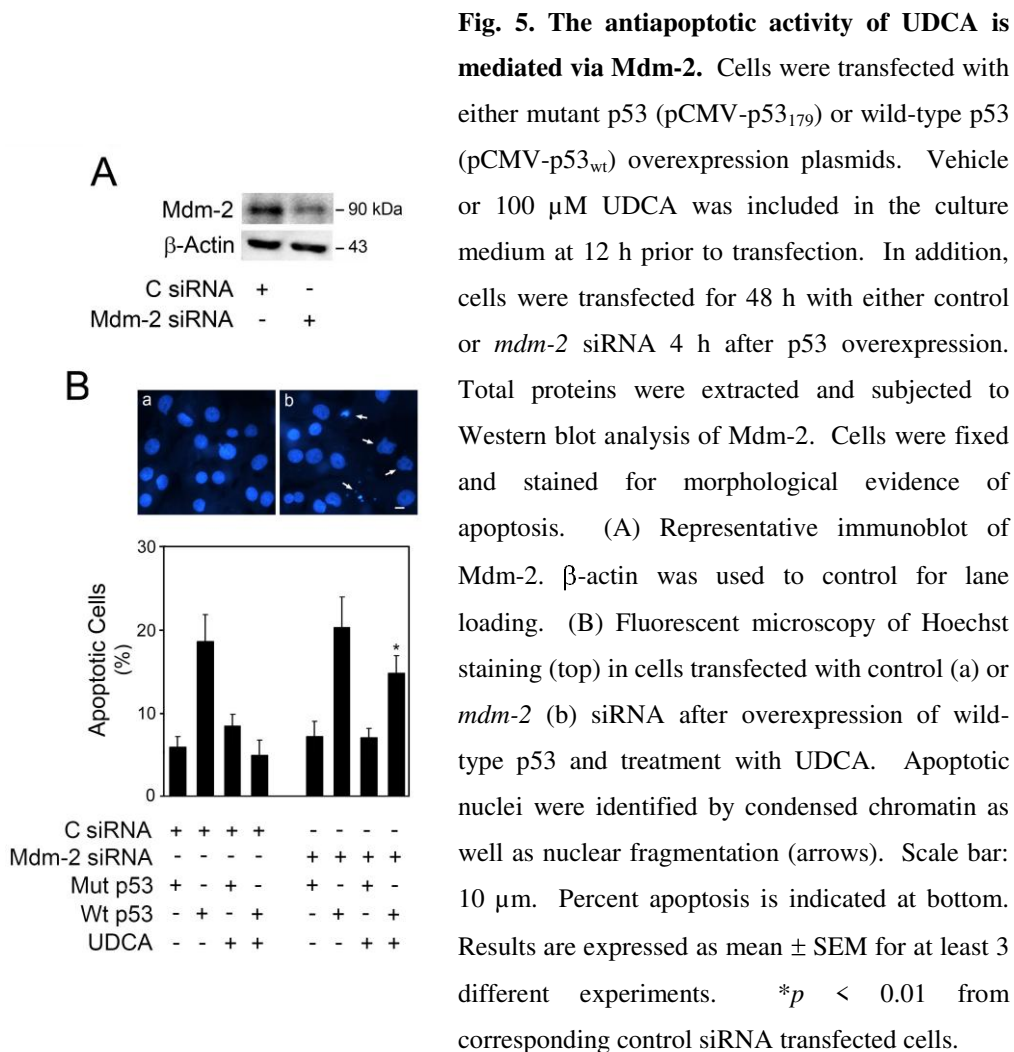 A
Mdm-2
– 90 kDa
β-Actin
– 43
C siRNA + -
Mdm-2 siRNA - +
B
a
b
30
20
10
0
Apoptotic Cells
(%)
*
C siRNA + + + + - - - -
Mdm-2 siRNA - - - - + + + +
Mut p53 + - + - + - + -
Wt p53 - + - + - + - +
UDCA - - + + - - + +
Fig. 5. The antiapoptotic activity of UDCA is
mediated via Mdm-2. Cells were transfected with
either mutant p53 (pCMV-p53₁₇₉) or wild-type p53
(pCMV-p53wt) overexpression plasmids. Vehicle
or 100 µM UDCA was included in the culture
medium at 12 h prior to transfection. In addition,
cells were transfected for 48 h with either control
or mdm-2 siRNA 4 h after p53 overexpression.
Total proteins were extracted and subjected to
Western blot analysis of Mdm-2. Cells were fixed
and stained for morphological evidence of
apoptosis. (A) Representative immunoblot of
Mdm-2. β-actin was used to control for lane
loading. (B) Fluorescent microscopy of Hoechst
staining (top) in cells transfected with control (a) or
mdm-2 (b) siRNA after overexpression of wild-
type p53 and treatment with UDCA. Apoptotic
nuclei were identified by condensed chromatin as
well as nuclear fragmentation (arrows). Scale bar:
10 µm. Percent apoptosis is indicated at bottom.
Results are expressed as mean ± SEM for at least 3
different experiments. *p < 0.01 from
corresponding control siRNA transfected cells.